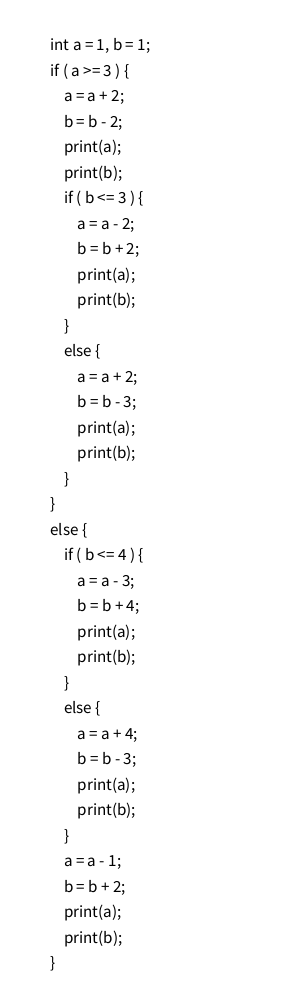 int a = 1, b = 1;
if ( a >= 3 ) {
    a = a + 2;
    b = b - 2;
    print(a);
    print(b);
    if ( b <= 3 ) {
        a = a - 2;
        b = b + 2;
        print(a);
        print(b);
    }
    else {
        a = a + 2;
        b = b - 3;
        print(a);
        print(b);
    }
}
else {
    if ( b <= 4 ) {
        a = a - 3;
        b = b + 4;
        print(a);
        print(b);
    }
    else {
        a = a + 4;
        b = b - 3;
        print(a);
        print(b);
    }
    a = a - 1;
    b = b + 2;
    print(a);
    print(b);
}